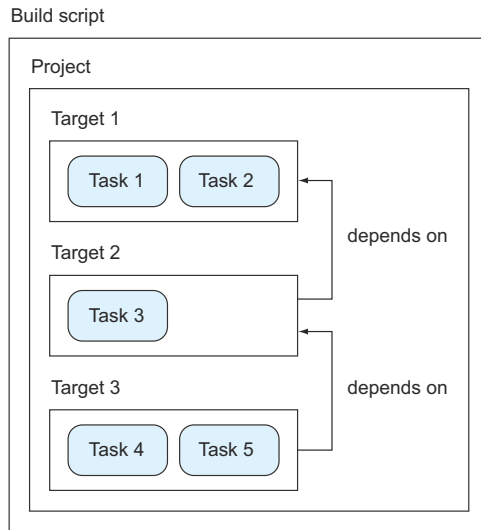 Build script
Project
Target 1
Task 1 Task 2
depends on
Target 2
Task 3
Target 3
depends on
Task 4 Task 5